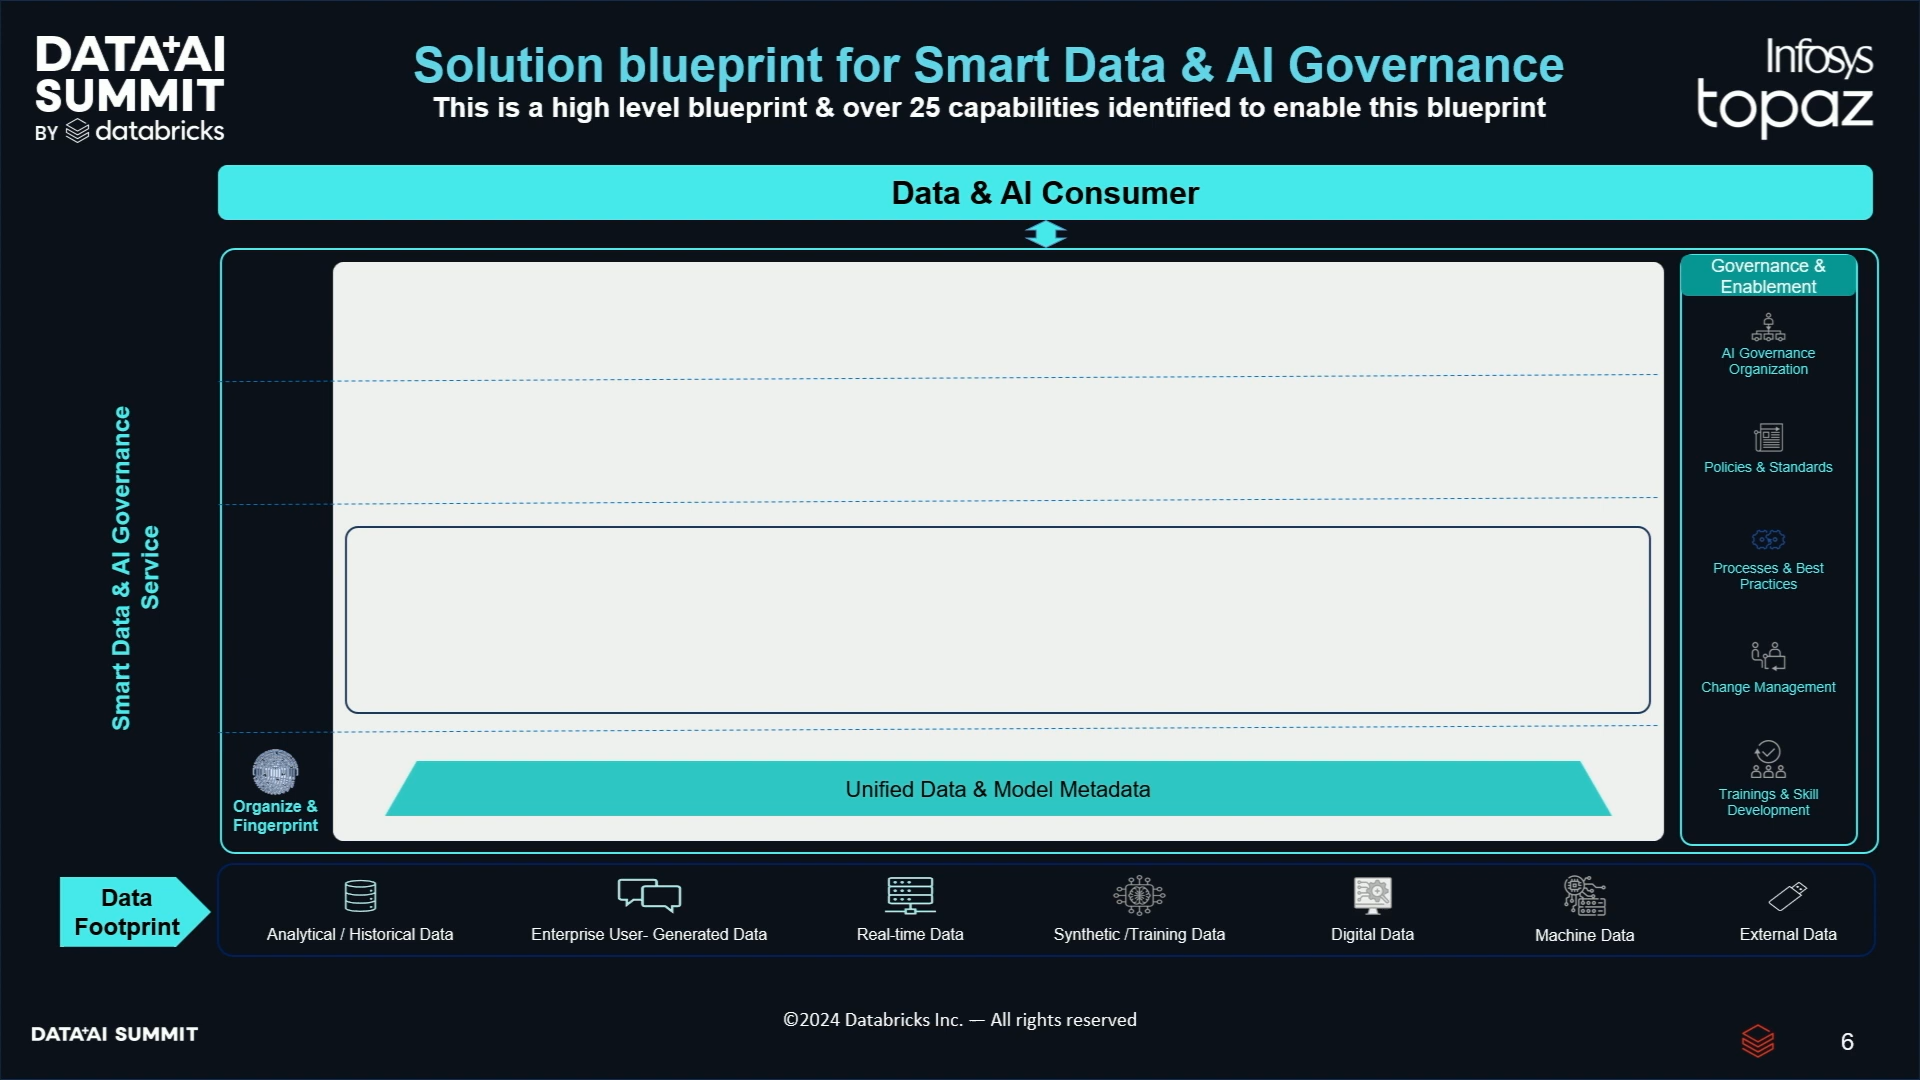 DATA+AI
SUMMIT
BY databricks
Solution blueprint for Smart Data & AI Governance
This is a high level blueprint & over 25 capabilities identified to enable this blueprint
Infosys
topaz
Data & AI Consumer
Smart Data & AI Governance
Service
Governance &
Enablement
AI Governance
Organization
Policies & Standards
Processes & Best
Practices
Change Management
Trainings & Skill
Development
Organize &
Fingerprint
Unified Data & Model Metadata
Data
Footprint
Analytical / Historical Data
Enterprise User- Generated Data
Real-time Data
Synthetic /Training Data
Digital Data
Machine Data
External Data
©2024 Databricks Inc. — All rights reserved
DATA+AI SUMMIT
6